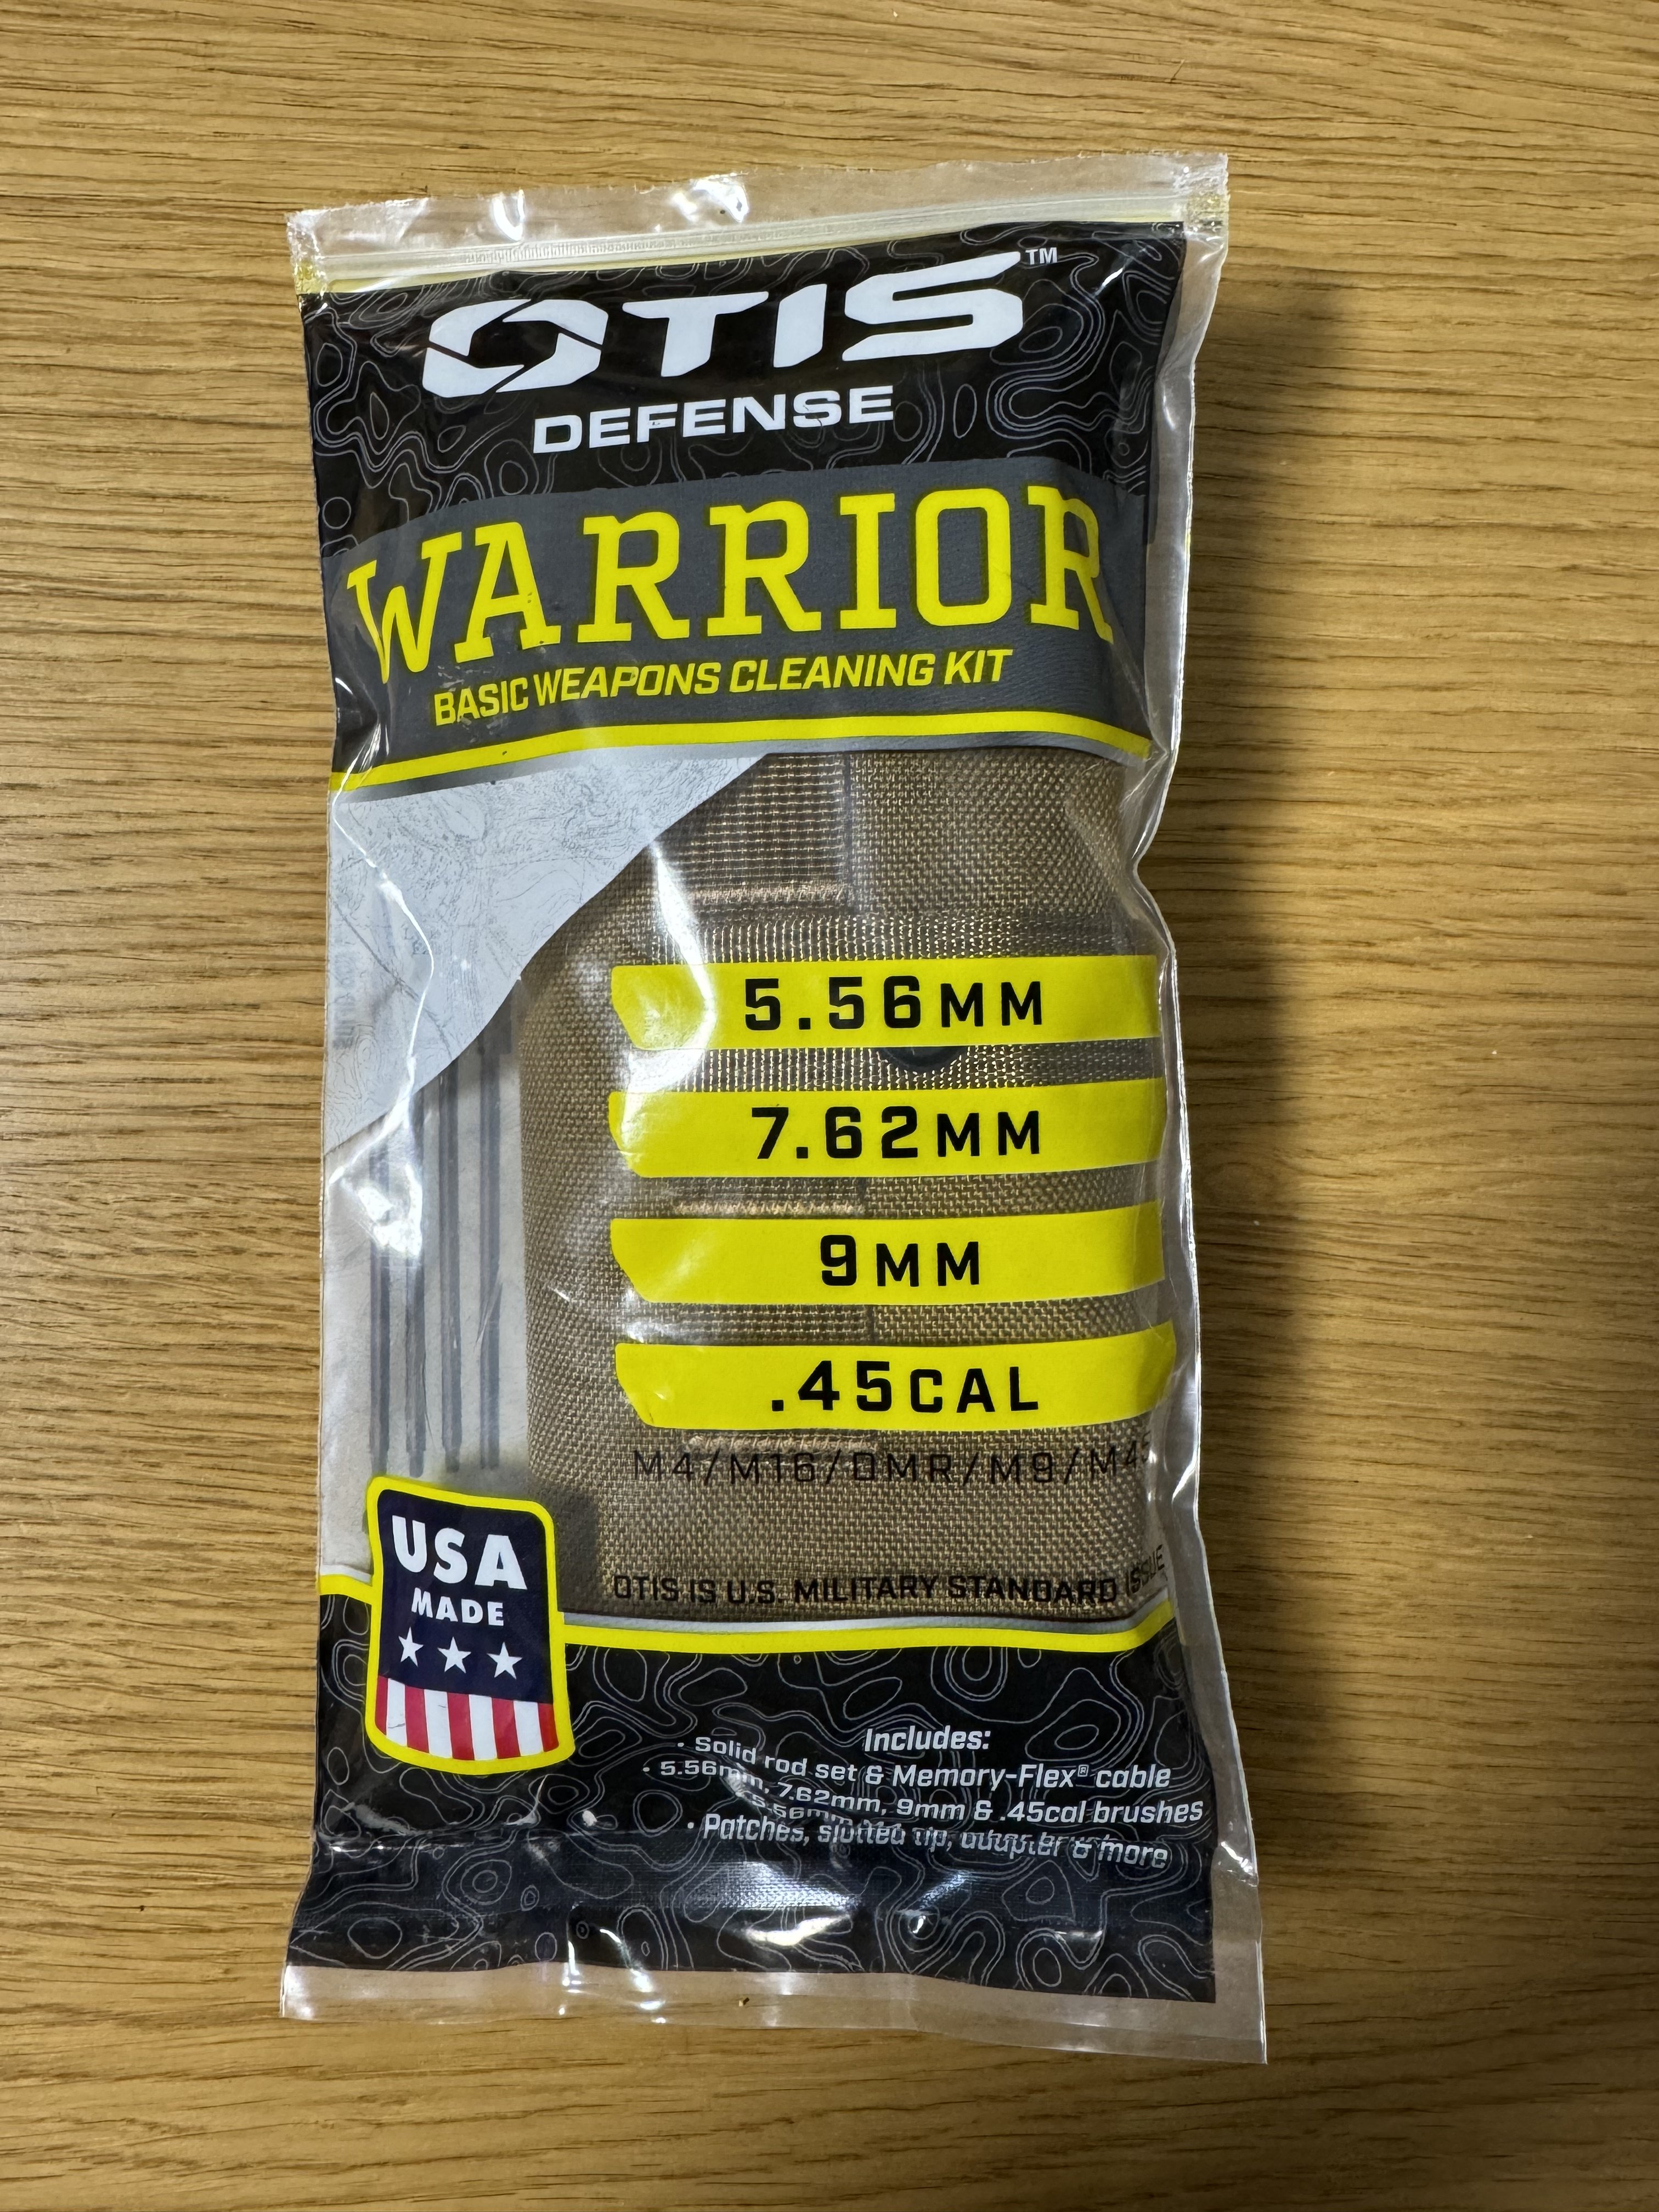 OTIS™
DEFENSE
WARRIOR
BASIC WEAPONS CLEANING KIT
5.56MM
7.62MM
9MM
.45CAL
M4/M16/DMR/M9/M45
OTIS IS U.S. MILITARY STANDARD ISSUE
USA
MADE
Includes:
• Solid rod set & Memory-Flex® cable
• 5.56mm, 7.62mm, 9mm & .45cal brushes
• Patches, slotted tip, adapter & more